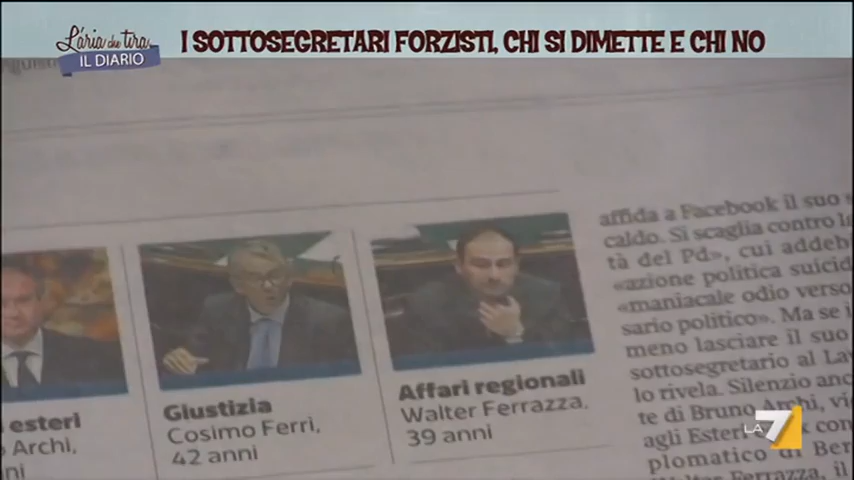 L'aria che tira
IL DIARIO
I SOTTOSEGRETARI FORZISTI, CHI SI DIMETTE E CHI NO
esteri
Archi,
Giustizia
Cosimo Ferri,
42 anni
Affari regionali
Walter Ferrazza,
39 anni
affida a Facebook il suo
caldo. Si scaglia contro
tà del Pd», cui addeb
«azione politica suicid
«maniacale odio verso
sario politico». Ma se i
meno lasciare il suo
sottosegretario al La
lo rivela. Silenzio anc
te di Bruno Archi, vi
agli Esteri
plomatico di Ber
Walter Ferrazza, il
LA7